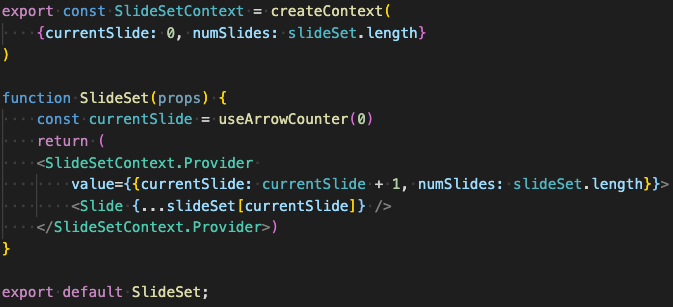 export const SlideSetContext = createContext(
    {currentSlide: 0, numSlides: slideSet.length}
)

function SlideSet(props) {
    const currentSlide = useArrowCounter(0)
    return (
    <SlideSetContext.Provider
        value={{currentSlide: currentSlide + 1, numSlides: slideSet.length}}>
        <Slide {...slideSet[currentSlide]} />
    </SlideSetContext.Provider>)
}

export default SlideSet;